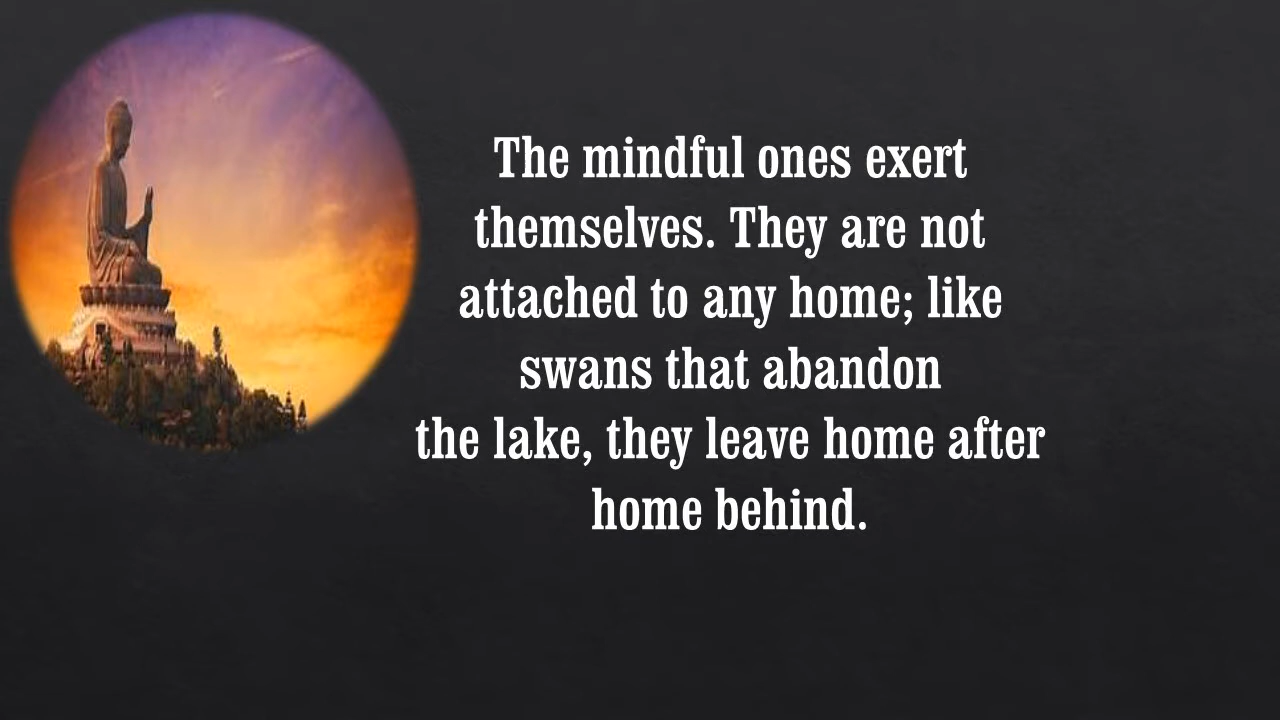 The mindful ones exert
themselves. They are not
attached to any home; like
swans that abandon
the lake, they leave home after
home behind.